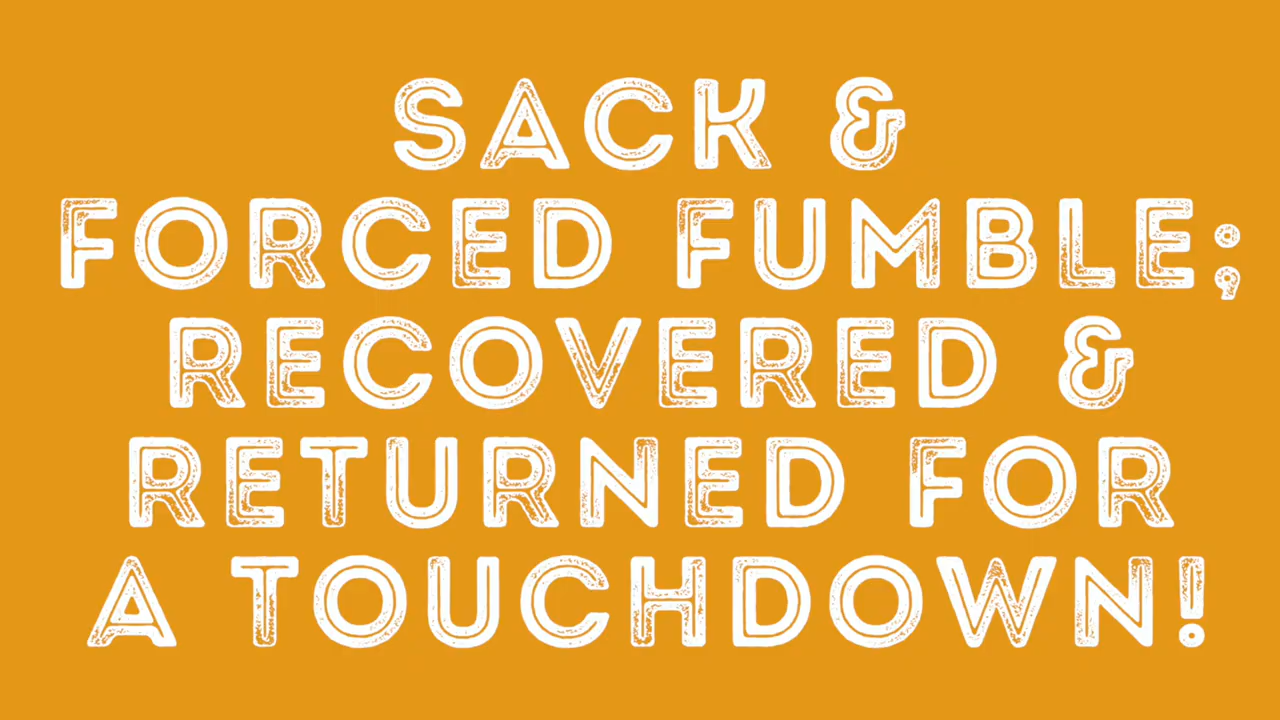 SACK &
FORCED FUMBLE;
RECOVERED &
RETURNED FOR
A TOUCHDOWN!